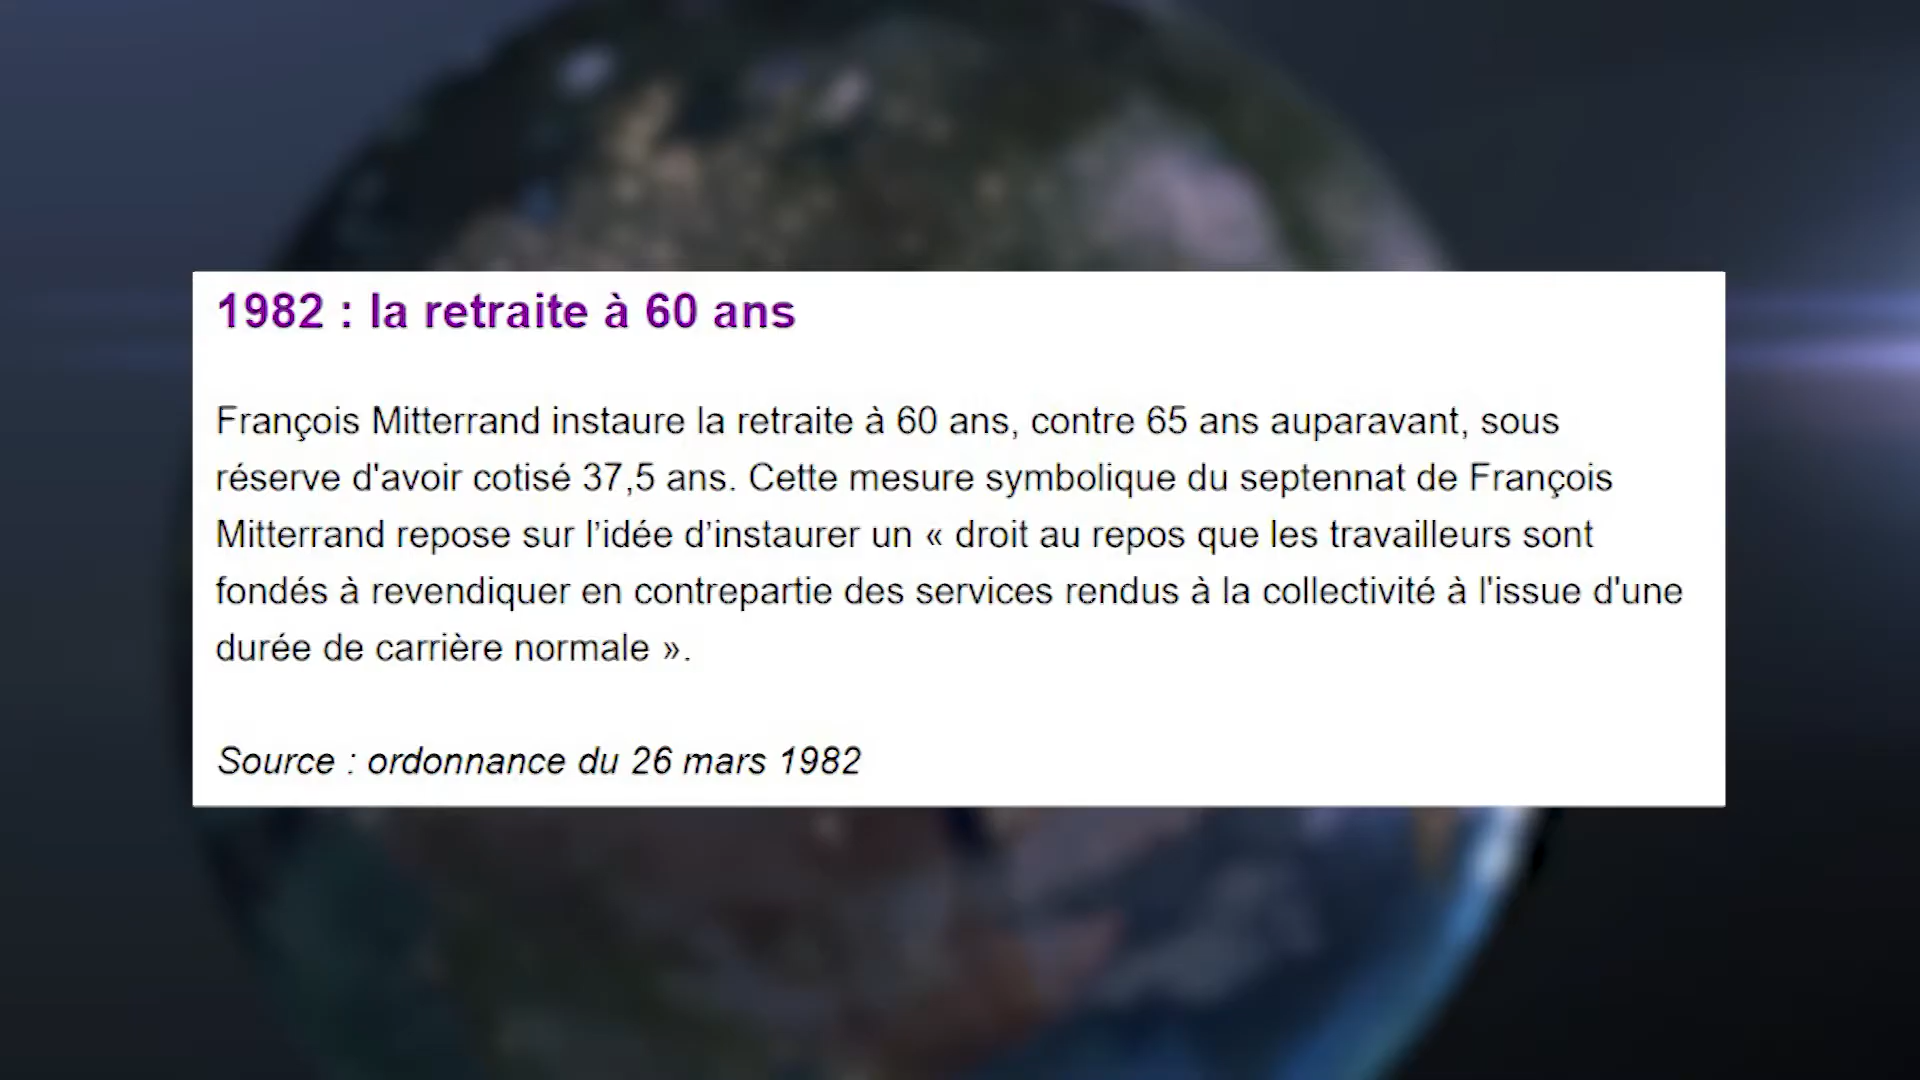 1982 : la retraite à 60 ans
François Mitterrand instaure la retraite à 60 ans, contre 65 ans auparavant, sous
réserve d'avoir cotisé 37,5 ans. Cette mesure symbolique du septennat de François
Mitterrand repose sur l’idée d’instaurer un « droit au repos que les travailleurs sont
fondés à revendiquer en contrepartie des services rendus à la collectivité à l'issue d'une
durée de carrière normale ».
Source : ordonnance du 26 mars 1982